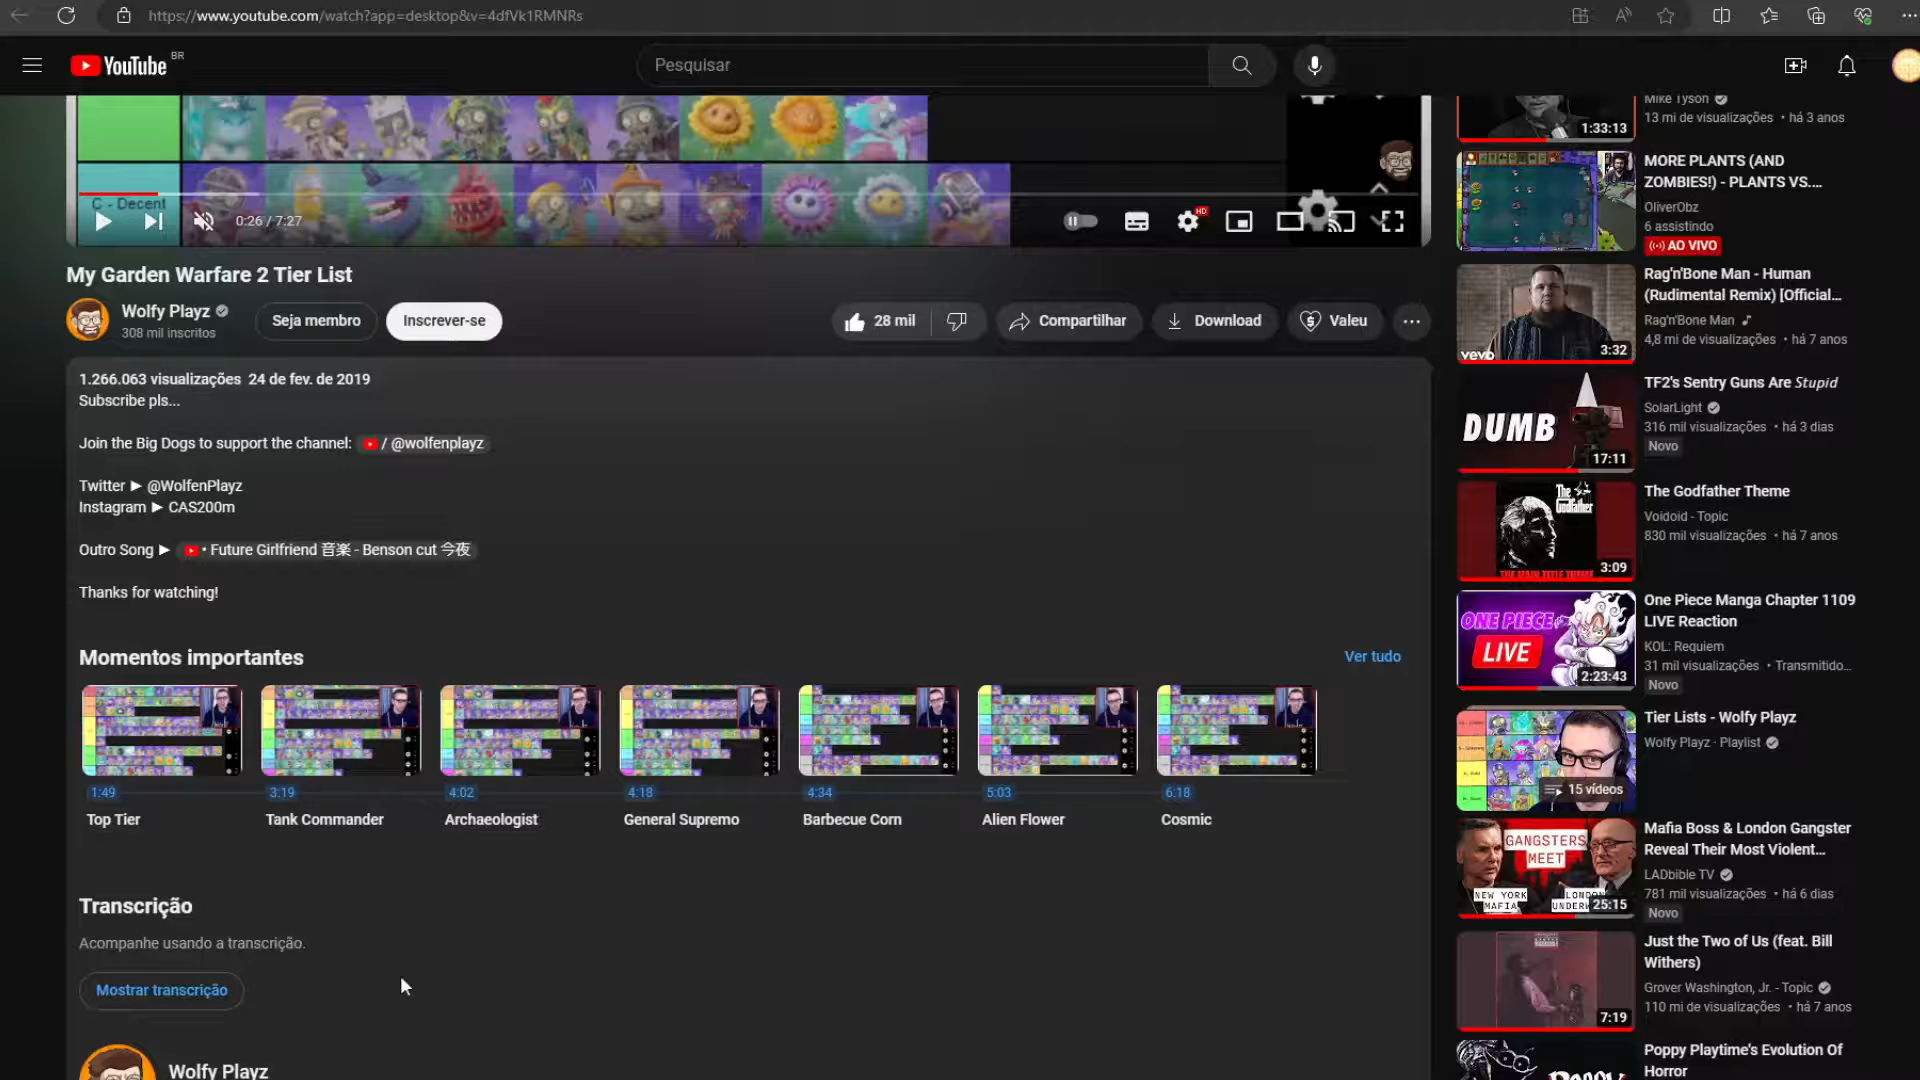 https://www.youtube.com/watch?app=desktop&v=4dfVk1RMNRs
YouTube BR
Pesquisar
C - Decent
0:26 / 7:27
HD
My Garden Warfare 2 Tier List
Wolfy Playz
308 mil inscritos
Seja membro
Inscrever-se
28 mil
Compartilhar
Download
Valeu
1.266.063 visualizações 24 de fev. de 2019
Subscribe pls...
Join the Big Dogs to support the channel: / @wolfenplayz
Twitter ► @WolfenPlayz
Instagram ► CAS200m
Outro Song ► • Future Girlfriend 音楽 - Benson cut 今夜
Thanks for watching!
Momentos importantes
Ver tudo
1:49
Top Tier
3:19
Tank Commander
4:02
Archaeologist
4:18
General Supremo
4:34
Barbecue Corn
5:03
Alien Flower
6:18
Cosmic
Transcrição
Acompanhe usando a transcrição.
Mostrar transcrição
Wolfy Playz
1:33:13
Mike Tyson
13 mi de visualizações • há 3 anos
MORE PLANTS (AND
ZOMBIES!) - PLANTS VS....
OliverObz
6 assistindo
AO VIVO
vevo
3:32
Rag'n'Bone Man - Human
(Rudimental Remix) [Official...
Rag'n'Bone Man
4,8 mi de visualizações • há 7 anos
DUMB
17:11
TF2's Sentry Guns Are Stupid
SolarLight
316 mil visualizações • há 3 dias
Novo
The Godfather
3:09
The Godfather Theme
Voidoid - Topic
830 mil visualizações • há 7 anos
ONE PIECE
LIVE
2:23:43
One Piece Manga Chapter 1109
LIVE Reaction
KOL: Requiem
31 mil visualizações • Transmitido...
Novo
15 vídeos
Tier Lists - Wolfy Playz
Wolfy Playz · Playlist
GANGSTERS
MEET
NEW YORK
MAFIA
25:15
Mafia Boss & London Gangster
Reveal Their Most Violent...
LADbible TV
781 mil visualizações • há 6 dias
Novo
7:19
Just the Two of Us (feat. Bill
Withers)
Grover Washington, Jr. - Topic
110 mi de visualizações • há 7 anos
Poppy Playtime's Evolution Of
Horror